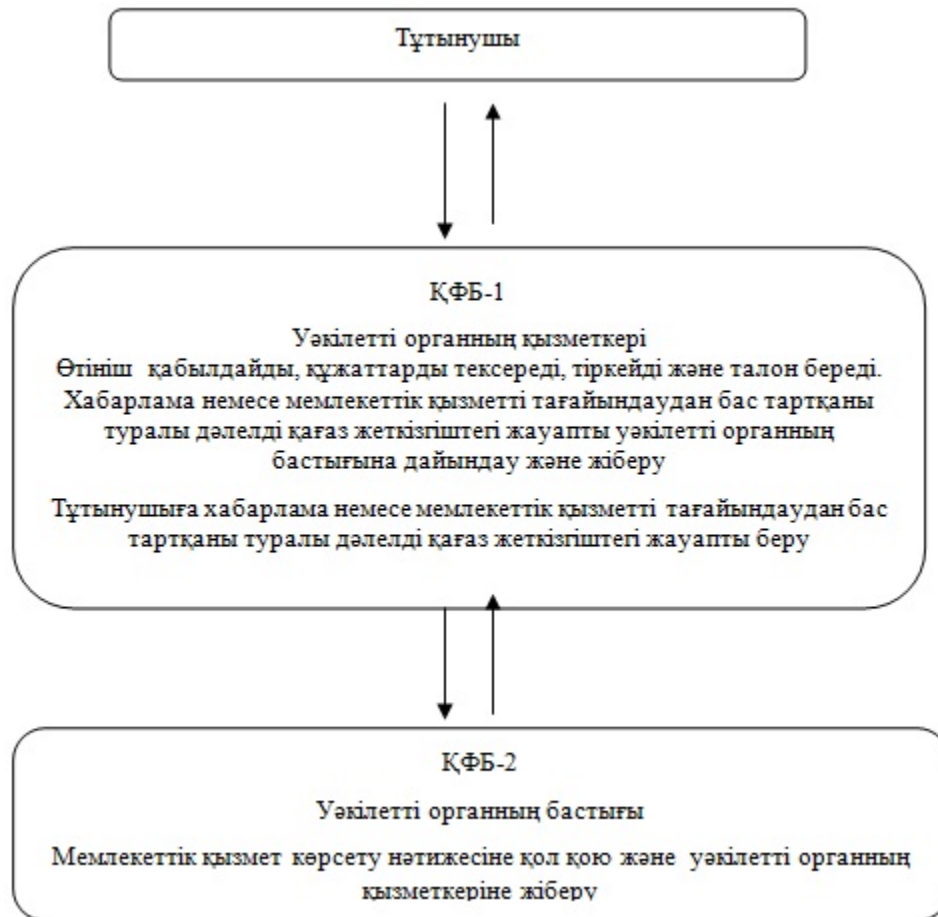 Тұтынушы
ҚФБ-1
Уәкілетті органның қызметкері
Өтініш қабылдайды, құжаттарды тексереді, тіркейді және талон береді.
Хабарлама немесе мемлекеттік қызметті тағайындаудан бас тартқаны
туралы дәлелді қағаз жеткізгіштегі жауапты уәкілетті органның
бастығына дайындау және жіберу
Тұтынушыға хабарлама немесе мемлекеттік қызметті тағайындаудан бас
тартқаны туралы дәлелді қағаз жеткізгіштегі жауапты беру
ҚФБ-2
Уәкілетті органның бастығы
Мемлекеттік қызмет көрсету нәтижесіне қол қою және уәкілетті органның
қызметкеріне жіберу